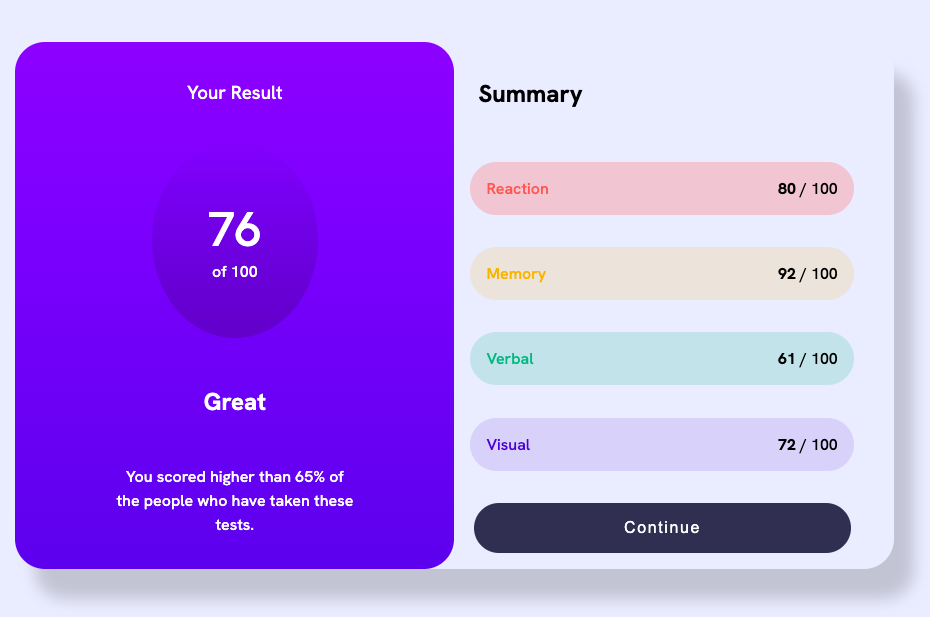 Your Result
76
of 100
Great
You scored higher than 65% of
the people who have taken these
tests.
Summary
Reaction 80 / 100
Memory 92 / 100
Verbal 61 / 100
Visual 72 / 100
Continue